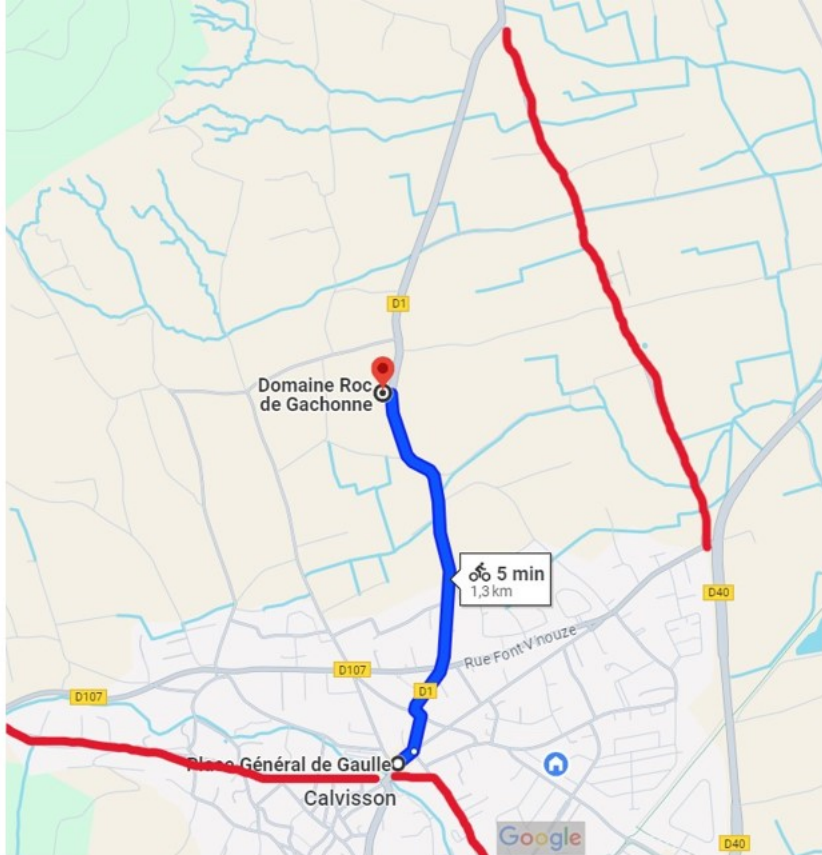 D1
Domaine Roc
de Gachonne
5 min
1,3 km
D40
Rue Font V nouze
D107
D1
D107
Place Général de Gaulle
Calvisson
Google
D40